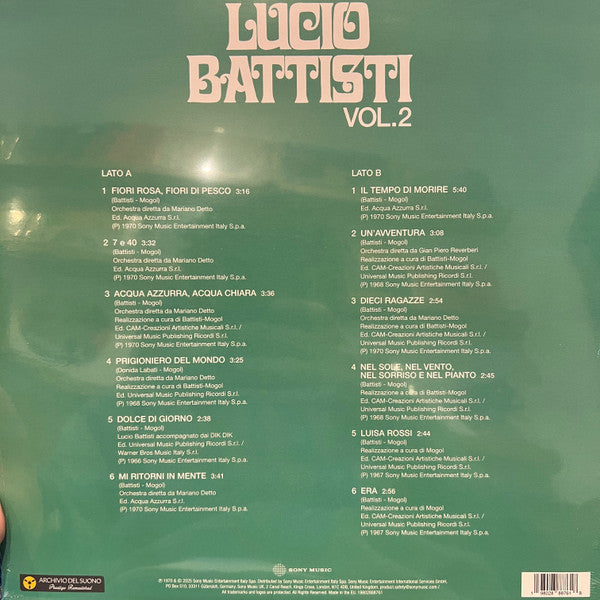 LUCIO
BATTISTI
VOL.2
LATO A
1 FIORI ROSA, FIORI DI PESCO 3:16
(Battisti - Mogol)
Orchestra diretta da Mariano Detto
Ed. Acqua Azzurra S.r.l.
(P) 1970 Sony Music Entertainment Italy S.p.a.
2 7 e 40 3:32
(Battisti - Mogol)
Orchestra diretta da Mariano Detto
Ed. Acqua Azzurra S.r.l.
(P) 1970 Sony Music Entertainment Italy S.p.a.
3 ACQUA AZZURRA, ACQUA CHIARA 3:36
(Battisti - Mogol)
Orchestra diretta da Mariano Detto
Realizzazione a cura di Battisti-Mogol
Ed. CAM-Creazioni Artistiche Musicali S.r.l. /
Universal Music Publishing Ricordi S.r.l.
(P) 1970 Sony Music Entertainment Italy S.p.a.
4 PRIGIONIERO DEL MONDO 3:25
(Donida Labati - Mogol)
Orchestra diretta da Mariano Detto
Realizzazione a cura di Battisti-Mogol
Ed. Universal Music Publishing Ricordi S.r.l.
(P) 1968 Sony Music Entertainment Italy S.p.a.
5 DOLCE DI GIORNO 2:38
(Battisti - Mogol)
Lucio Battisti accompagnato dai DIK DIK
Ed. Universal Music Publishing Ricordi S.r.l. /
Warner Bros Music Italy S.r.l.
(P) 1966 Sony Music Entertainment Italy S.p.a.
6 MI RITORNI IN MENTE 3:41
(Battisti - Mogol)
Orchestra diretta da Mariano Detto
Ed. Acqua Azzurra S.r.l.
(P) 1970 Sony Music Entertainment Italy S.p.a.
LATO B
1 IL TEMPO DI MORIRE 5:40
(Battisti - Mogol)
Ed. Acqua Azzurra S.r.l.
(P) 1970 Sony Music Entertainment Italy S.p.a.
2 UN'AVVENTURA 3:08
(Battisti - Mogol)
Orchestra diretta da Gian Piero Reverberi
Realizzazione a cura di Battisti-Mogol
Ed. CAM-Creazioni Artistiche Musicali S.r.l. /
Universal Music Publishing Ricordi S.r.l.
(P) 1968 Sony Music Entertainment Italy S.p.a.
3 DIECI RAGAZZE 2:54
(Battisti - Mogol)
Orchestra diretta da Mariano Detto
Realizzazione a cura di Battisti-Mogol
Ed. CAM-Creazioni Artistiche Musicali S.r.l. /
Universal Music Publishing Ricordi S.r.l.
(P) 1970 Sony Music Entertainment Italy S.p.a.
4 NEL SOLE, NEL VENTO,
NEL SORRISO E NEL PIANTO 2:45
(Battisti - Mogol)
Realizzazione a cura di Battisti-Mogol
Ed. CAM-Creazioni Artistiche Musicali S.r.l. /
Universal Music Publishing Ricordi S.r.l.
(P) 1968 Sony Music Entertainment Italy S.p.a.
5 LUISA ROSSI 2:44
(Battisti - Mogol)
Ed. CAM-Creazioni Artistiche Musicali S.r.l. /
Universal Music Publishing Ricordi S.r.l.
(P) 1967 Sony Music Entertainment Italy S.p.a.
6 ERA 2:56
(Battisti - Mogol)
Ed. CAM-Creazioni Artistiche Musicali S.r.l. /
Universal Music Publishing Ricordi S.r.l.
(P) 1967 Sony Music Entertainment Italy S.p.a.
ARCHIVIO DEL SUONO
Prestige Remastered
SONY MUSIC